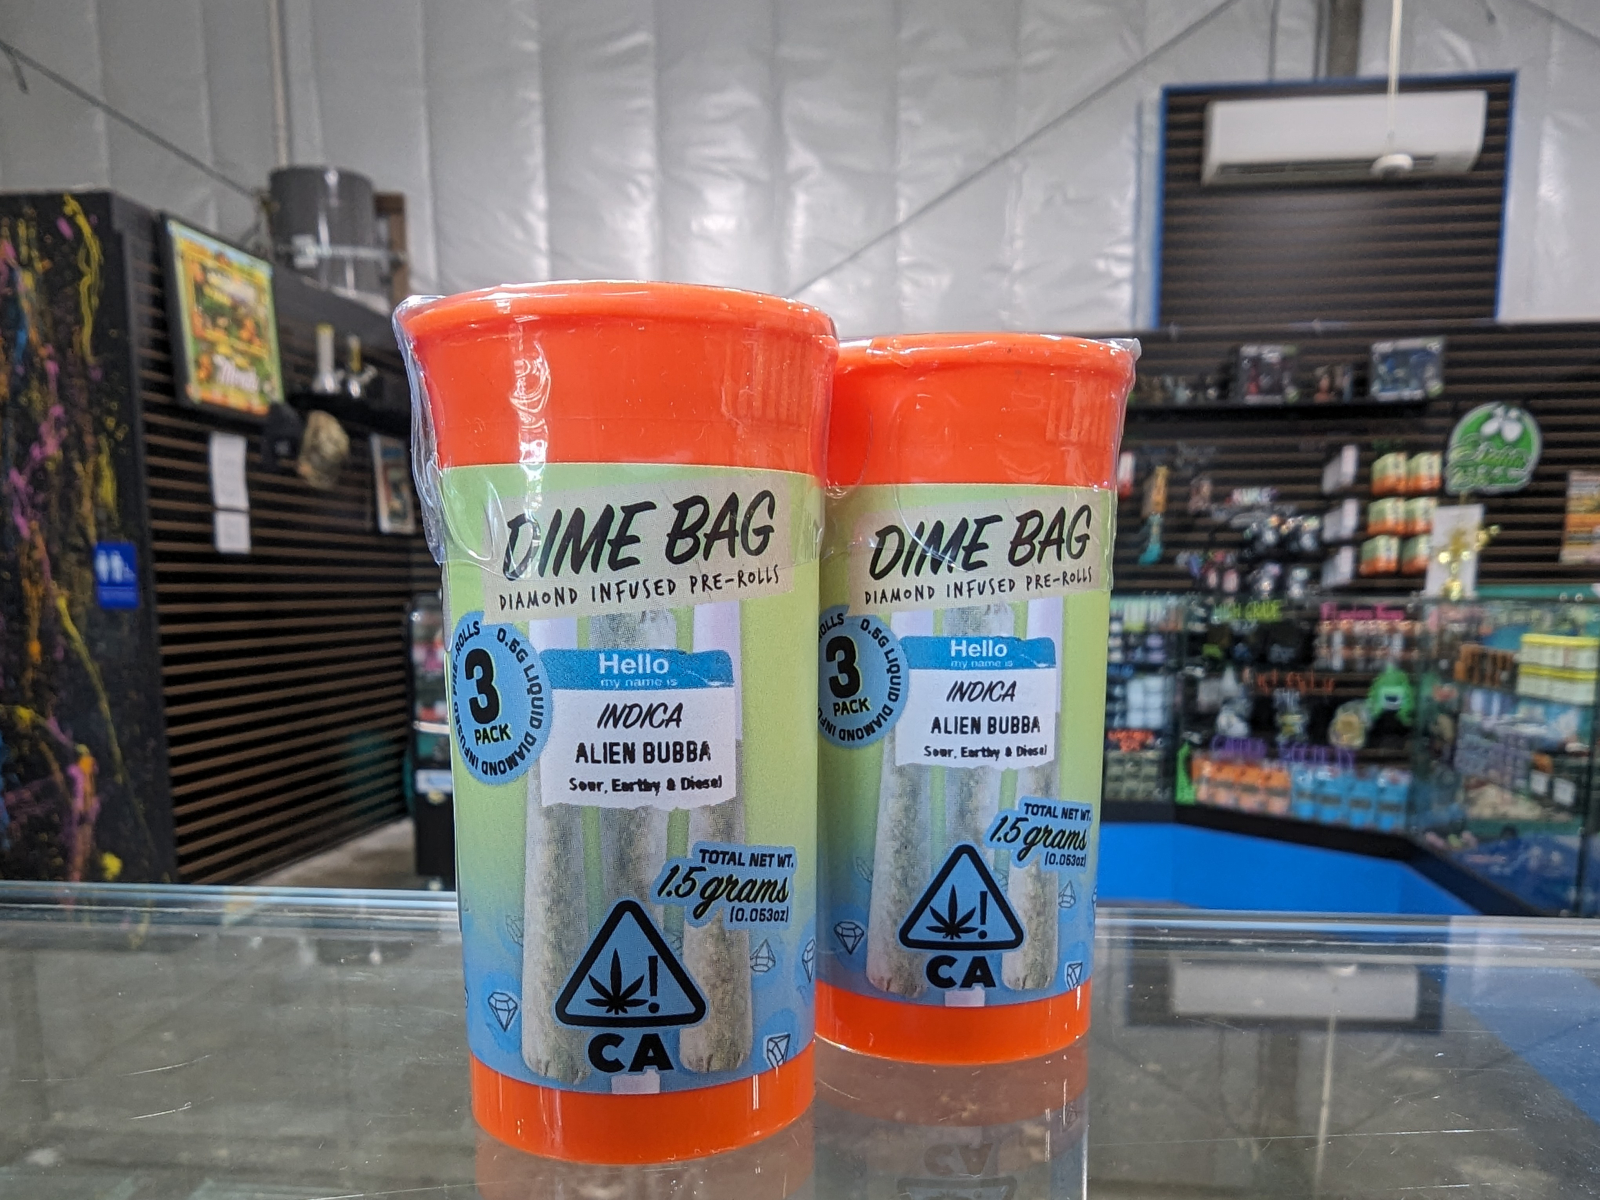 DIME BAG
DIAMOND INFUSED PRE-ROLLS
3
PACK
0.5G LIQUID DIAMOND INFUSED PRE-ROLLS
Hello
my name is
INDICA
ALIEN BUBBA
Sour, Earthy & Diesel
TOTAL NET WT.
1.5 grams
(0.053oz)
!
CA
DIME BAG
DIAMOND INFUSED PRE-ROLLS
3
PACK
0.5G LIQUID DIAMOND INFU
ROLLS
Hello
my name is
INDICA
ALIEN BUBBA
Sour, Earthy & Diesel
TOTAL NET WT.
1.5 grams
(0.053oz)
!
CA